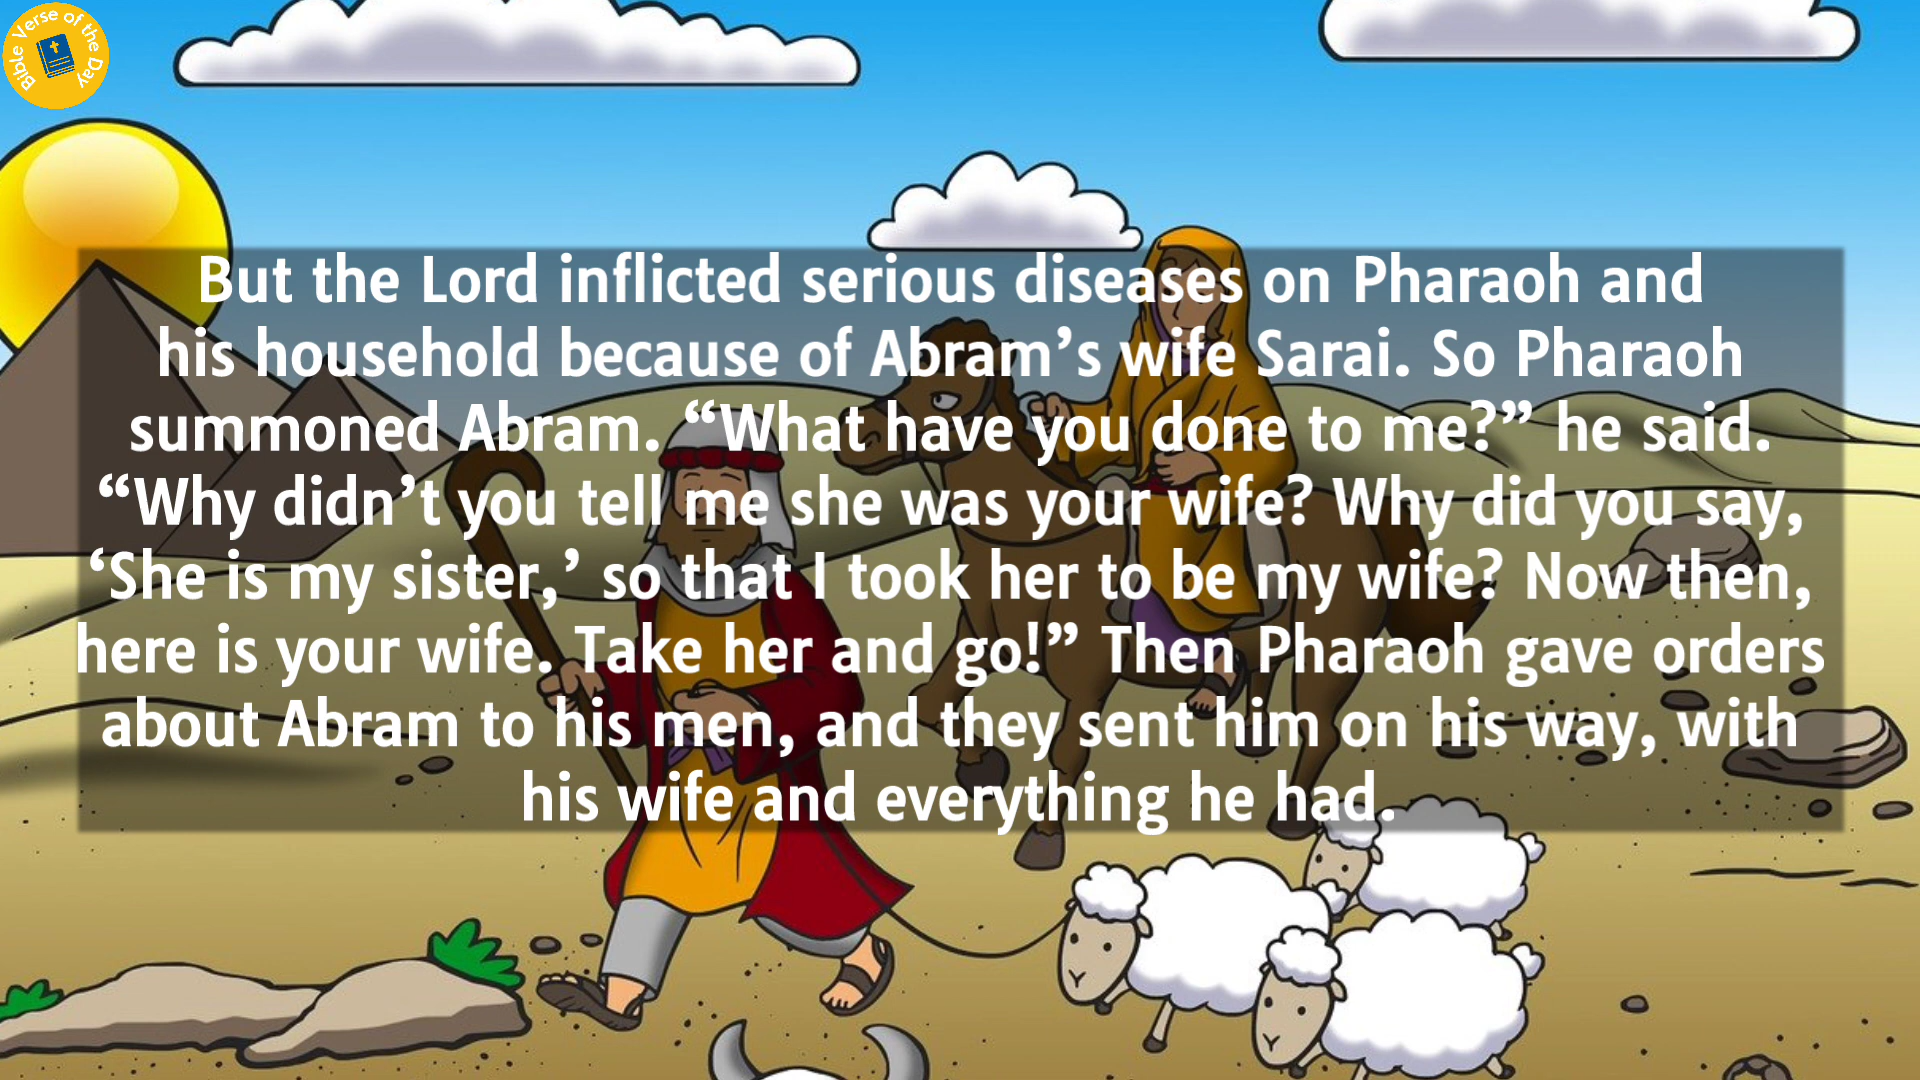 Bible Verse of the Day
But the Lord inflicted serious diseases on Pharaoh and
his household because of Abram’s wife Sarai. So Pharaoh
summoned Abram. “What have you done to me?” he said.
“Why didn’t you tell me she was your wife? Why did you say,
‘She is my sister,’ so that I took her to be my wife? Now then,
here is your wife. Take her and go!” Then Pharaoh gave orders
about Abram to his men, and they sent him on his way, with
his wife and everything he had.